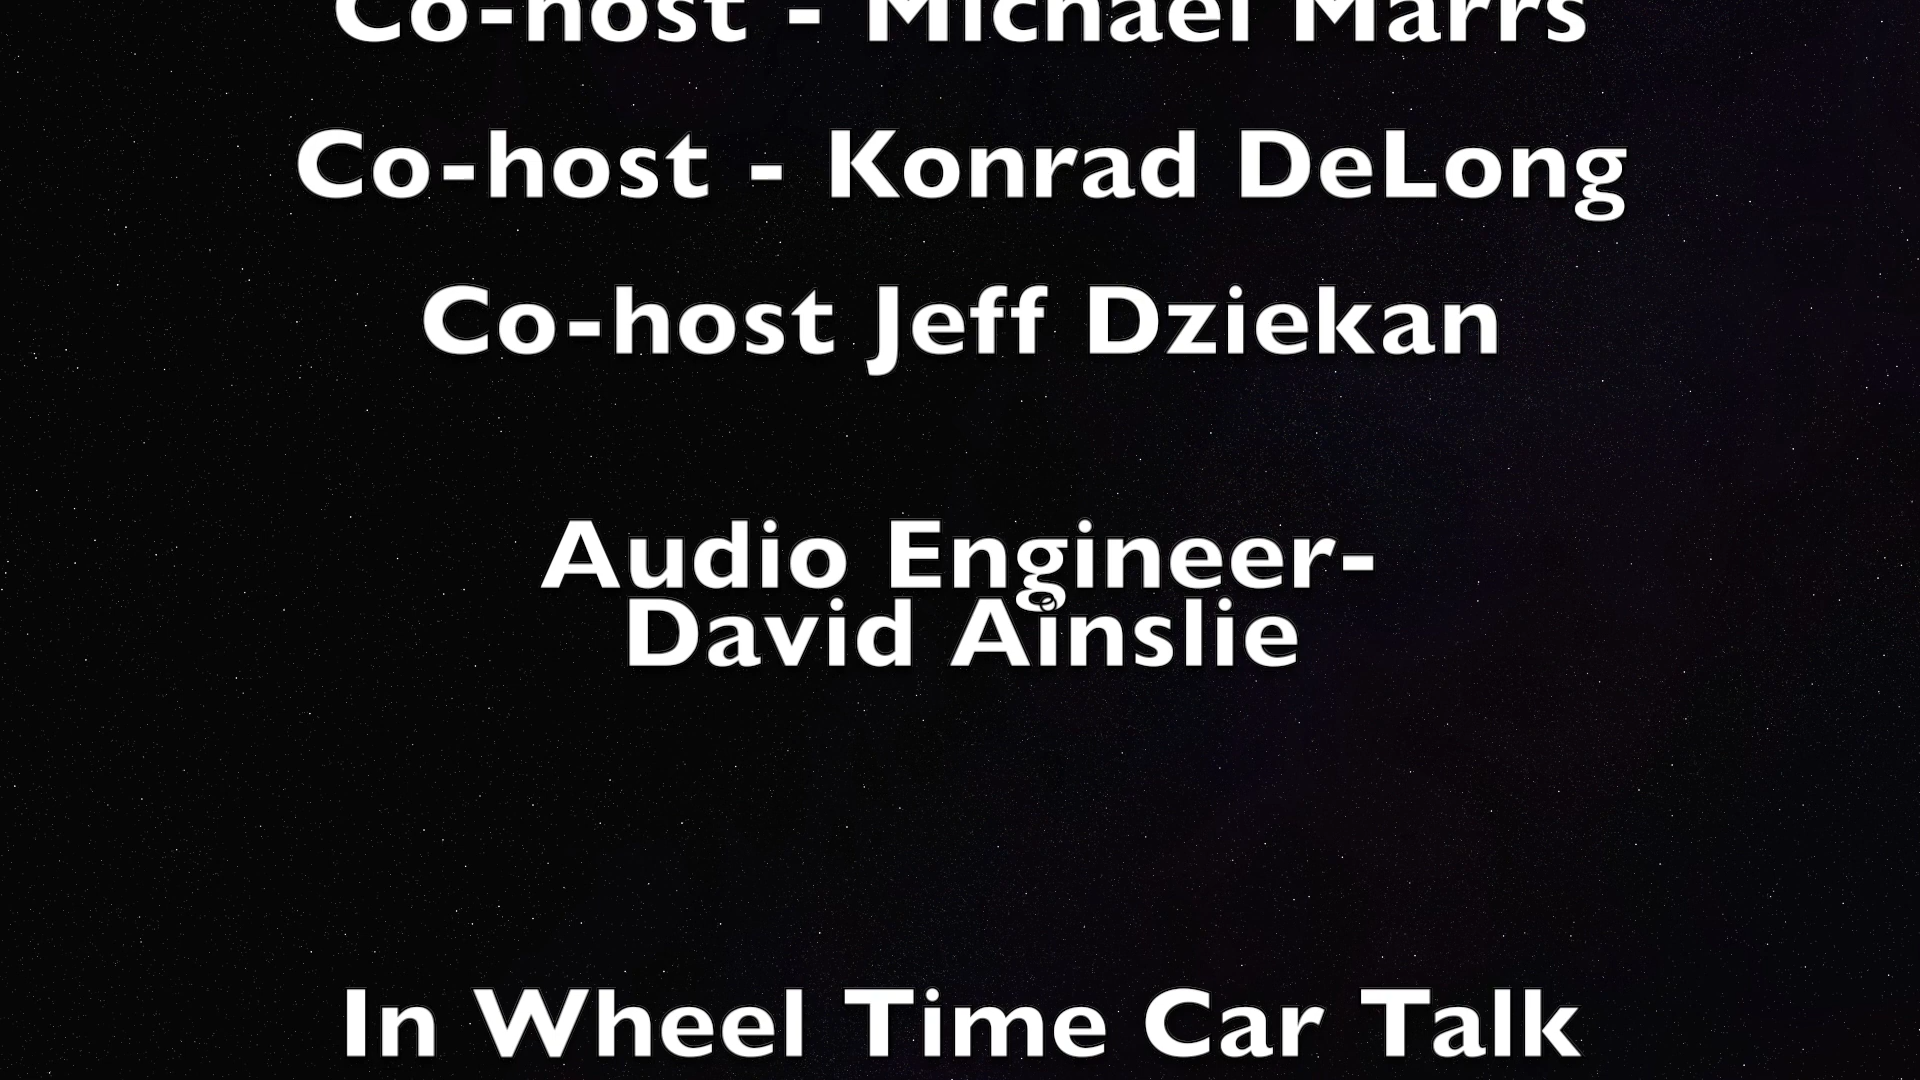 Co-host - Michael Marrs
Co-host - Konrad DeLong
Co-host Jeff Dziekan
Audio Engineer-
David Ainslie
In Wheel Time Car Talk